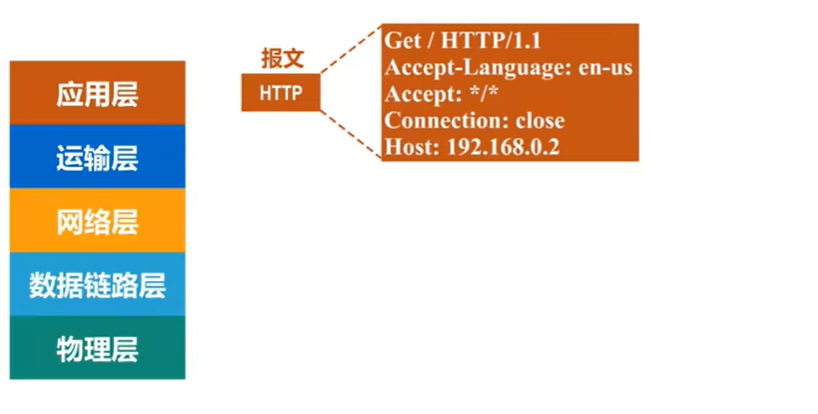 报文
HTTP
Get / HTTP/1.1
Accept-Language: en-us
Accept: */*
Connection: close
Host: 192.168.0.2
应用层
运输层
网络层
数据链路层
物理层